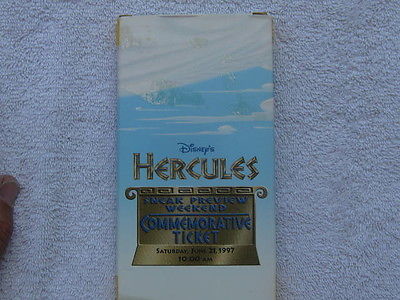 DISNEY'S
HERCULES
SNEAK PREVIEW
WEEKEND
COMMEMORATIVE
TICKET
SATURDAY, JUNE 21, 1997
10:00 AM